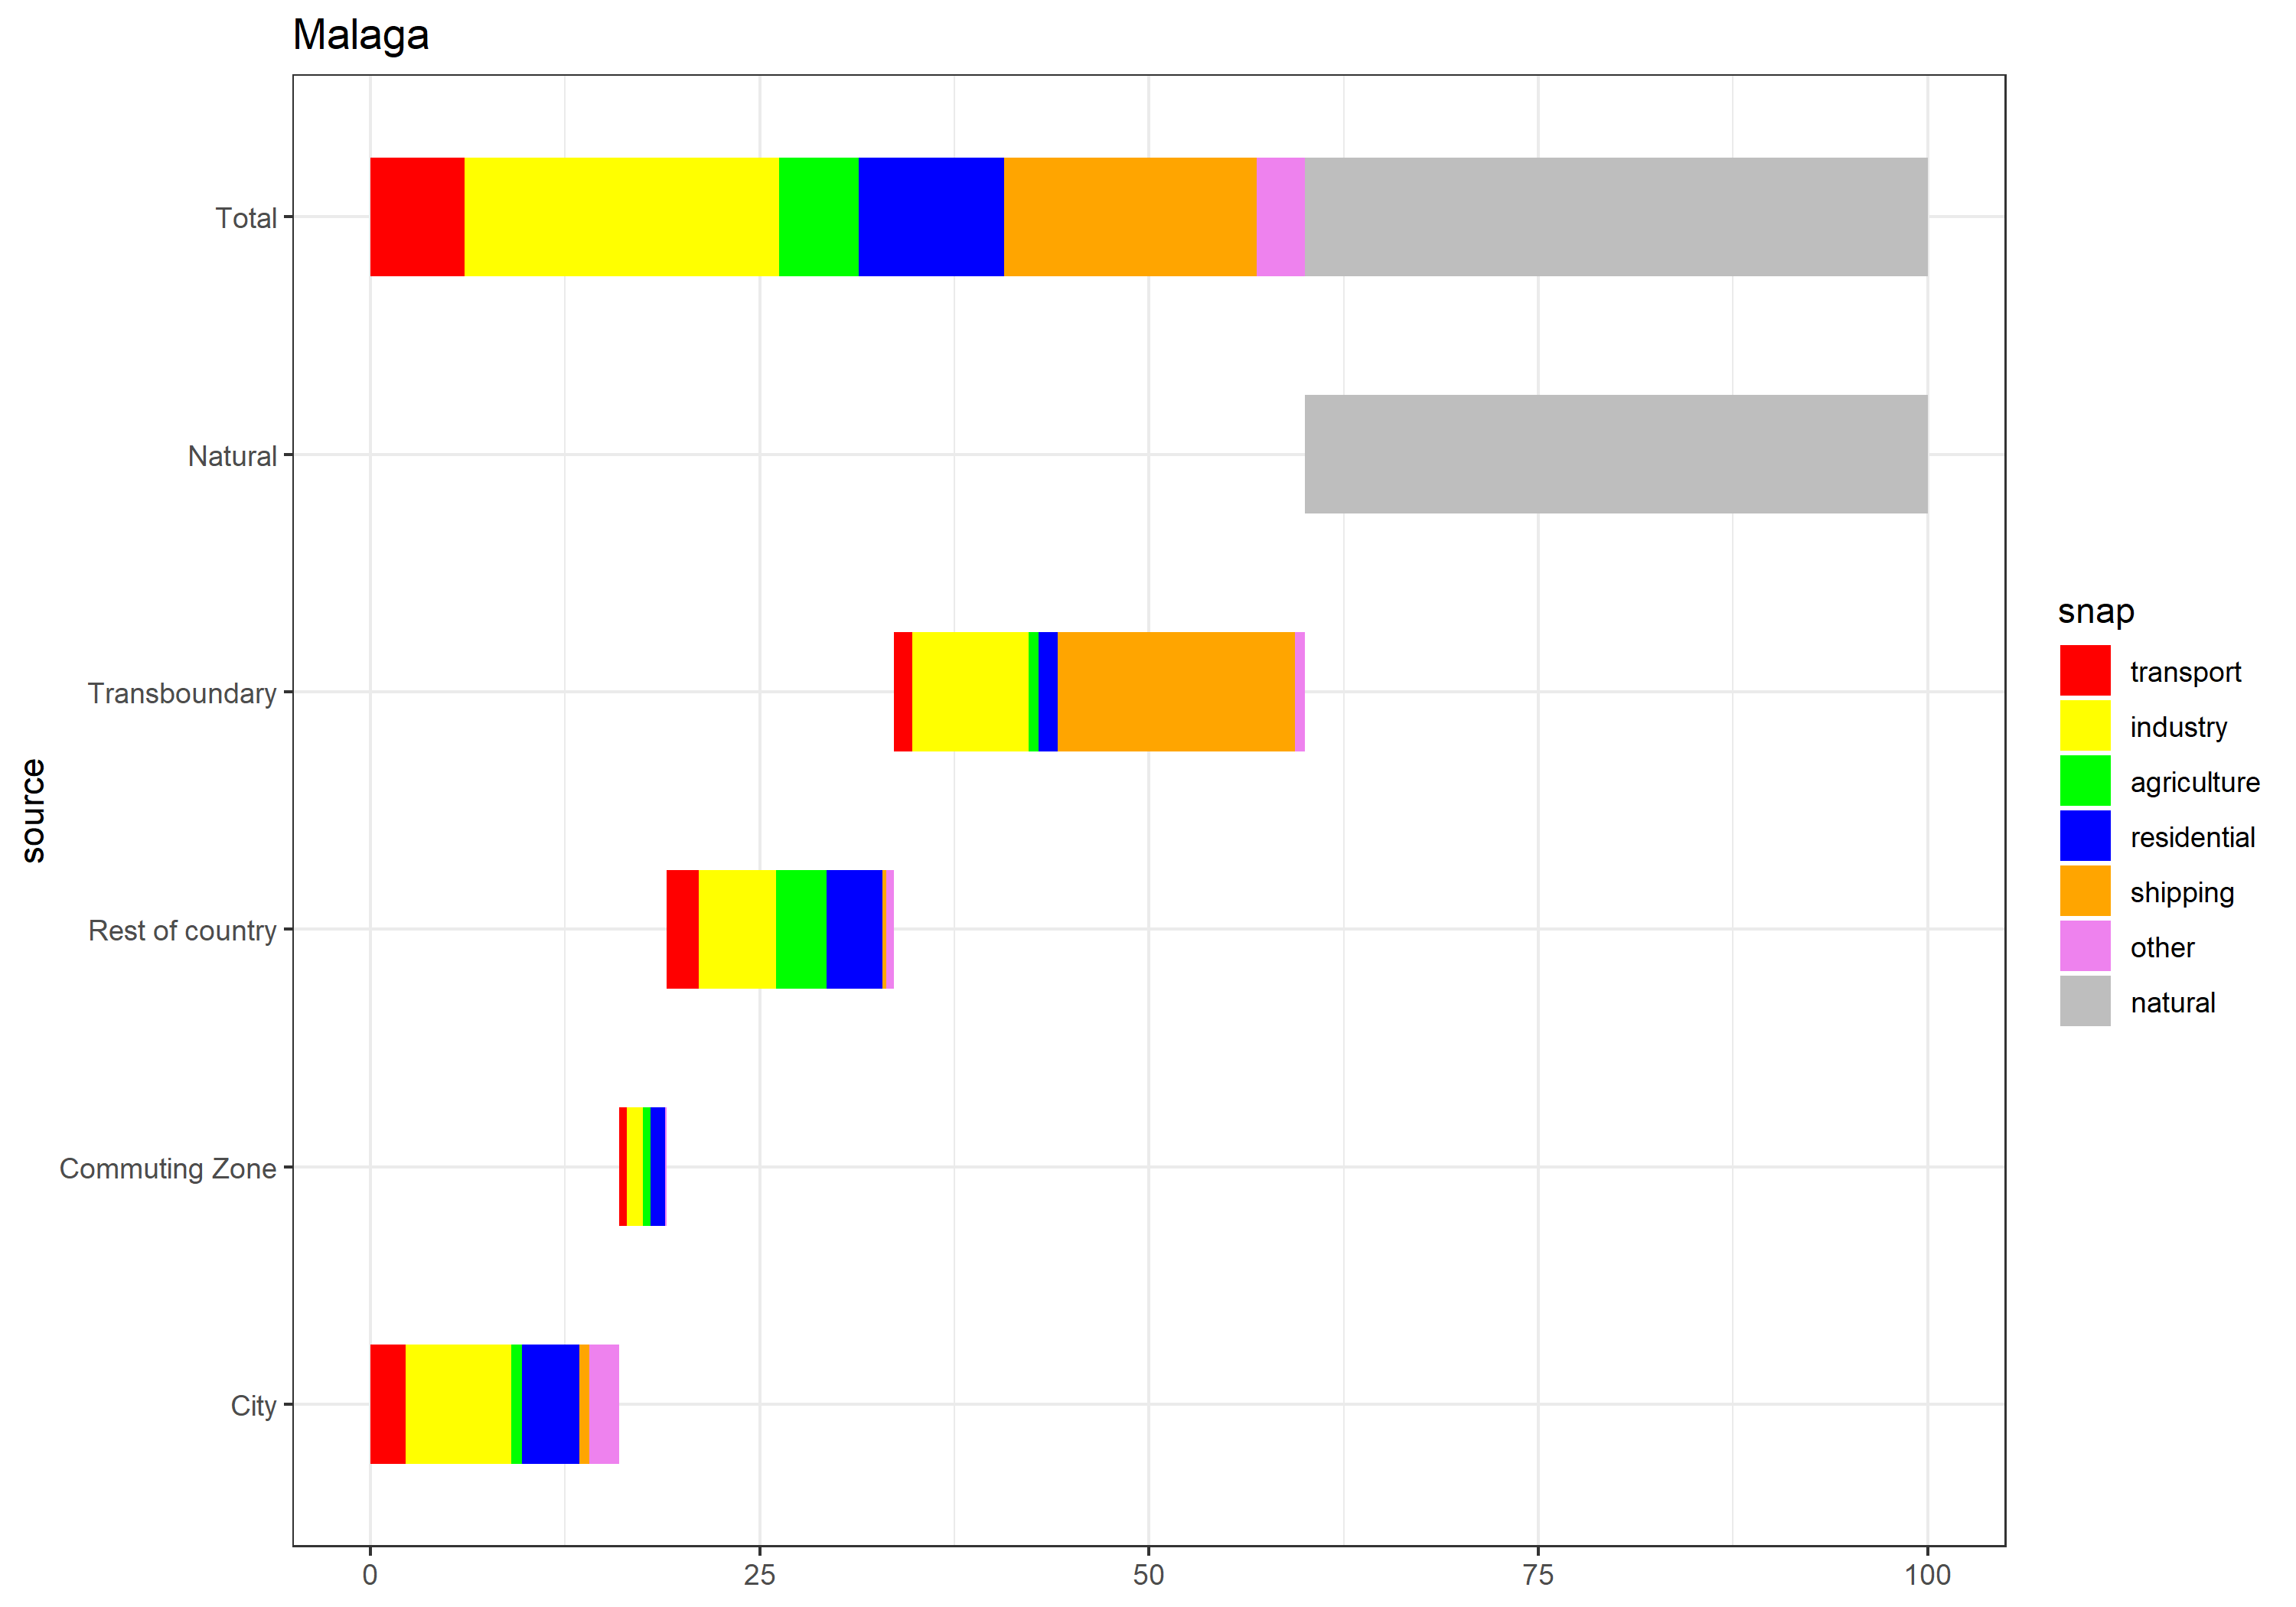 Malaga
source
Total
Natural
Transboundary
Rest of country
Commuting Zone
City
0 25 50 75 100
snap
transport
industry
agriculture
residential
shipping
other
natural